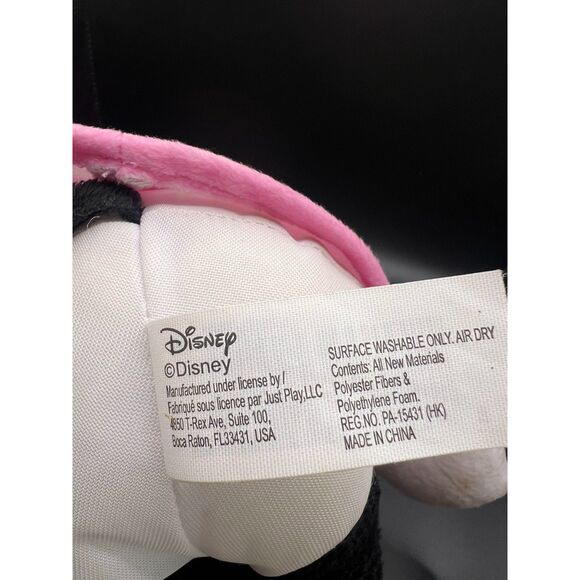 Disney
©Disney
Manufactured under license by /
Fabriqué sous licence par Just Play,LLC
4850 T-Rex Ave, Suite 100,
Boca Raton, FL33431, USA
SURFACE WASHABLE ONLY. AIR DRY
Contents: All New Materials
Polyester Fibers &
Polyethylene Foam.
REG.NO. PA-15431 (HK)
MADE IN CHINA